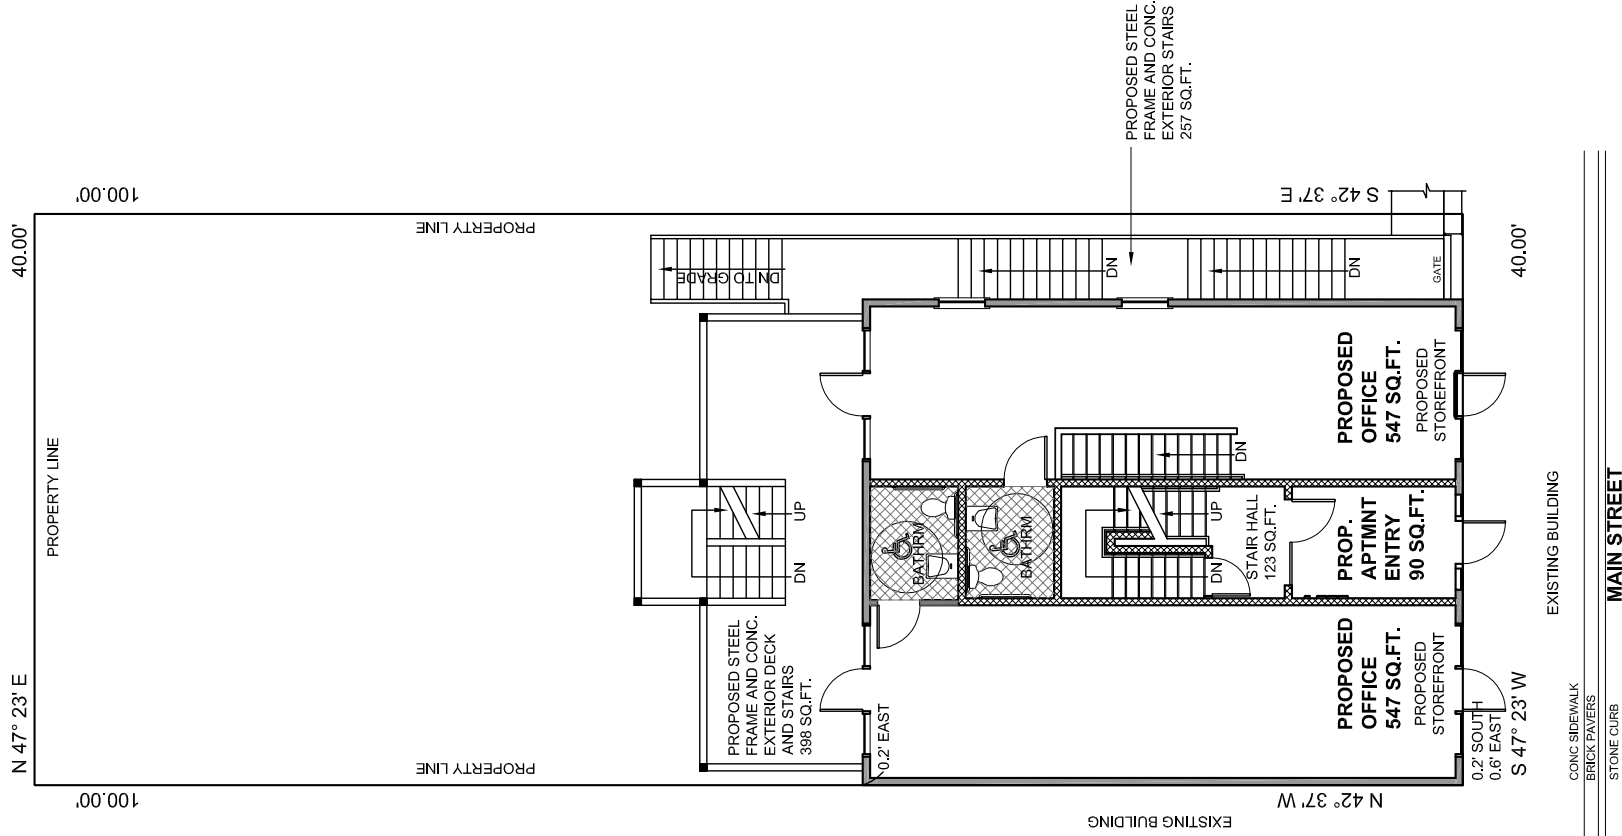 N 47° 23' E
40.00'
100.00'
100.00'
PROPERTY LINE
PROPERTY LINE
PROPERTY LINE
PROPOSED STEEL
FRAME AND CONC.
EXTERIOR STAIRS
257 SQ.FT.
S 42° 37' E
DN TO GRADE
DN
DN
GATE
PROPOSED STEEL
FRAME AND CONC.
EXTERIOR DECK
AND STAIRS
398 SQ.FT.
DN
UP
0.2' EAST
BATHRM
BATHRM
DN
DN
UP
STAIR HALL
123 SQ.FT.
PROPOSED
OFFICE
547 SQ.FT.
PROPOSED
STOREFRONT
PROP.
APTMNT
ENTRY
90 SQ.FT.
PROPOSED
OFFICE
547 SQ.FT.
PROPOSED
STOREFRONT
0.2' SOUTH
0.6' EAST
S 47° 23' W
40.00'
N 42° 37' W
EXISTING BUILDING
EXISTING BUILDING
CONC SIDEWALK
BRICK PAVERS
STONE CURB
MAIN STREET